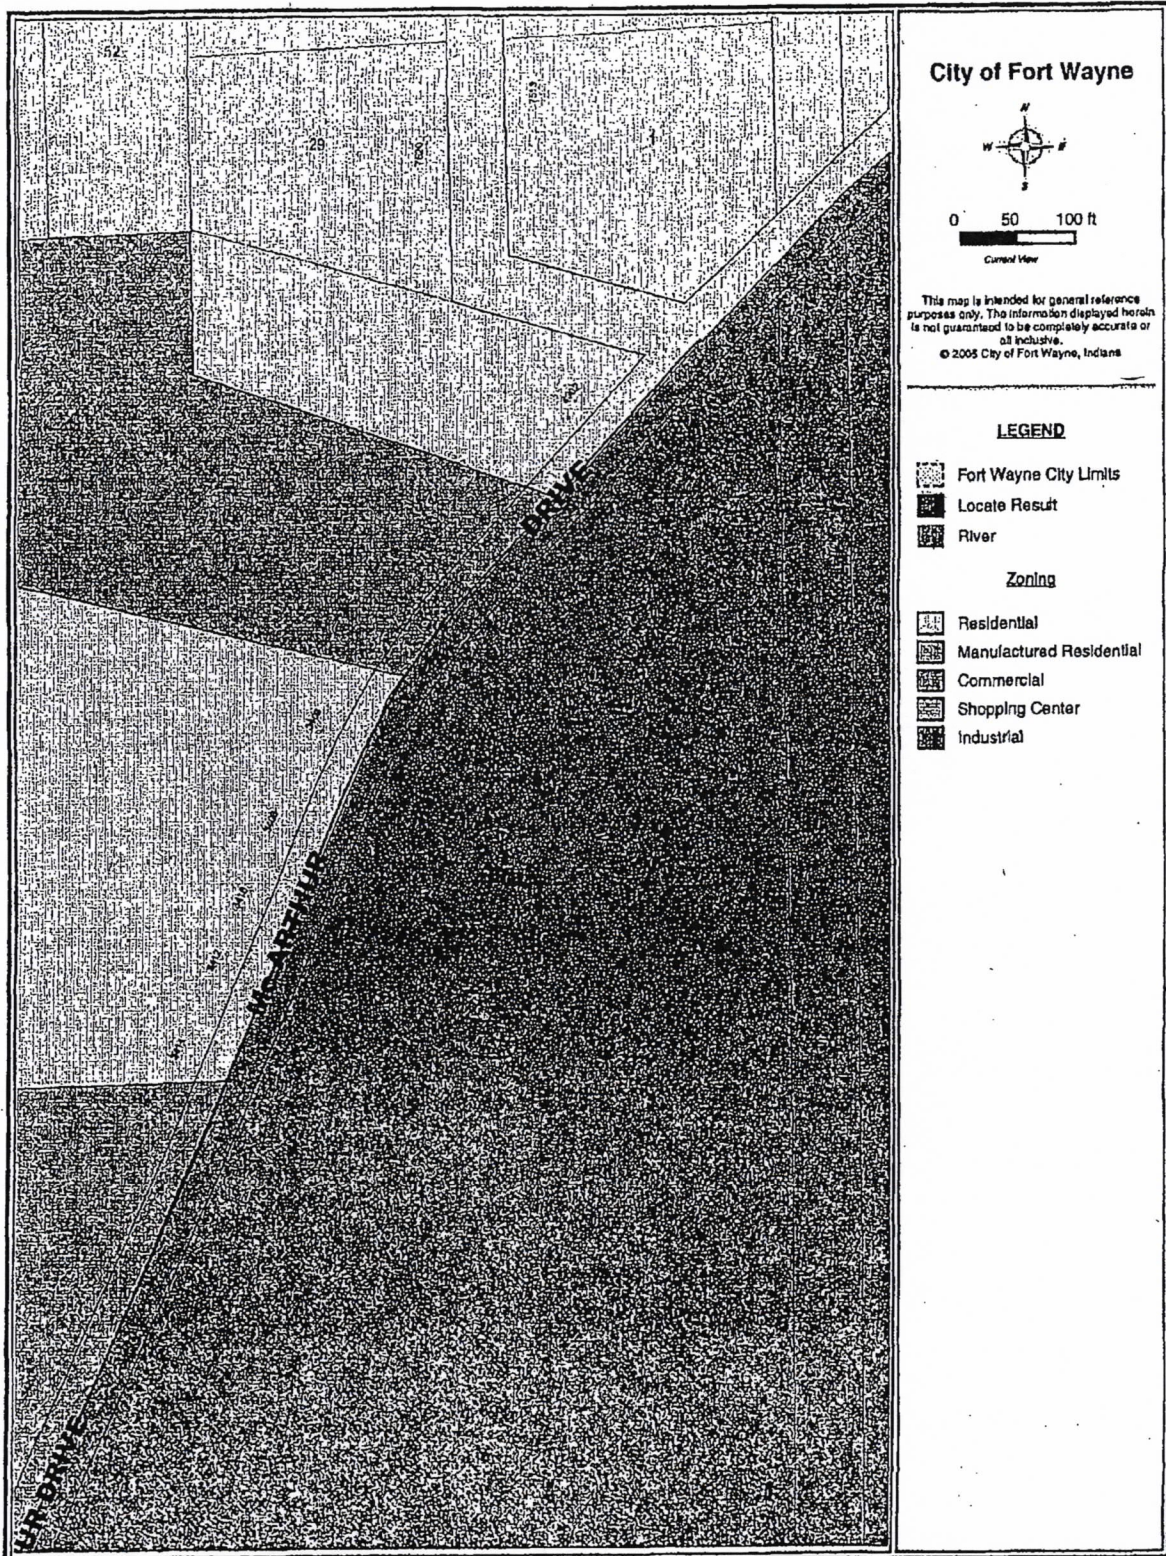 52
29
1
DRIVE
Mc ARTHUR
UR DRIVE
City of Fort Wayne
N
W
S
0 50 100 ft
Current View
This map is intended for general reference
purposes only. The information displayed herein
is not guaranteed to be completely accurate or
all inclusive.
© 2005 City of Fort Wayne, Indiana
LEGEND
Fort Wayne City Limits
Locate Result
River
Zoning
Residential
Manufactured Residential
Commercial
Shopping Center
Industrial